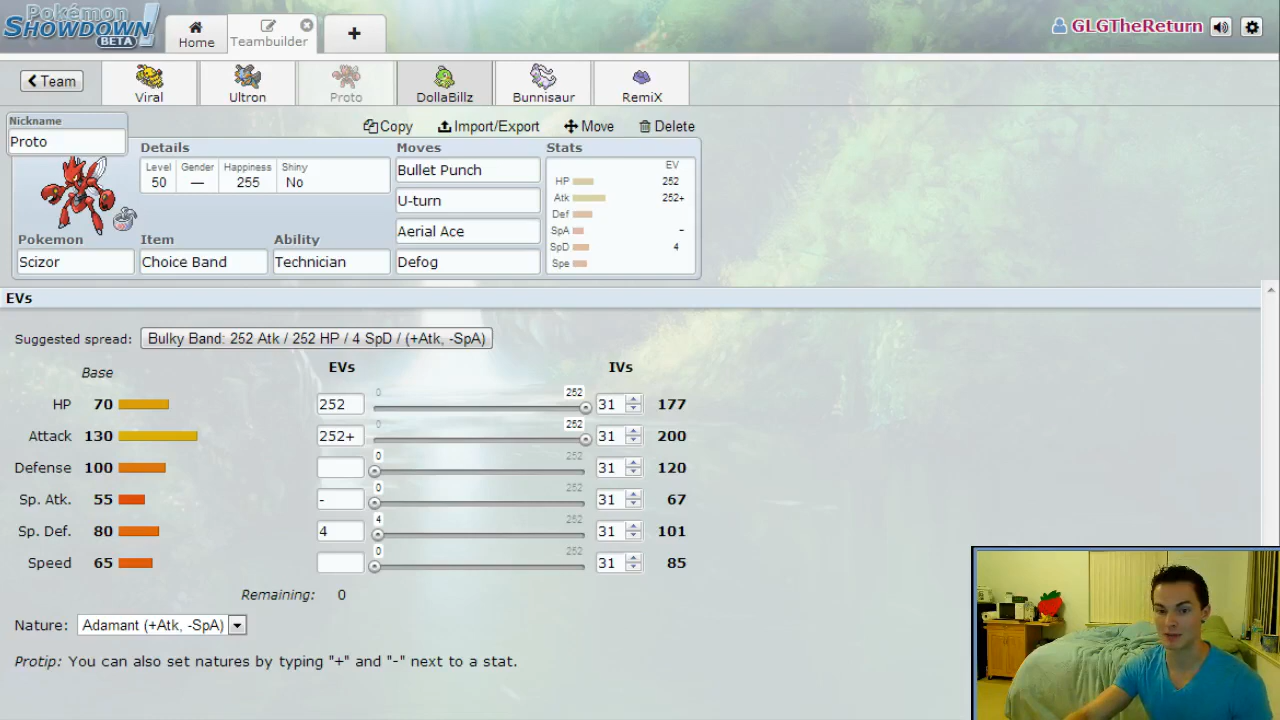 Pokémon
SHOWDOWN!
BETA
Home
Teambuilder
+
GLGTheReturn
Team
Viral
Ultron
Proto
DollaBillz
Bunnisaur
RemiX
Nickname
Proto
Copy
Import/Export
Move
Delete
Details
Level Gender Happiness Shiny
50 — 255 No
Moves
Bullet Punch
U-turn
Aerial Ace
Defog
Stats
EV
HP 252
Atk 252+
Def
SpA -
SpD 4
Spe
Pokemon
Scizor
Item
Choice Band
Ability
Technician
EVs
Suggested spread: Bulky Band: 252 Atk / 252 HP / 4 SpD / (+Atk, -SpA)
Base EVs IVs
0 252
HP 70 252 31 177
0 252
Attack 130 252+ 31 200
0 252
Defense 100 31 120
0 252
Sp. Atk. 55 - 31 67
4 252
Sp. Def. 80 4 31 101
0 252
Speed 65 31 85
Remaining: 0
Nature: Adamant (+Atk, -SpA)
Protip: You can also set natures by typing "+" and "-" next to a stat.